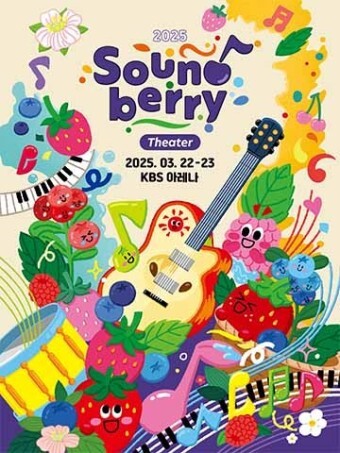 2025
Sound
berry
Theater
2025. 03. 22-23
KBS 아레나